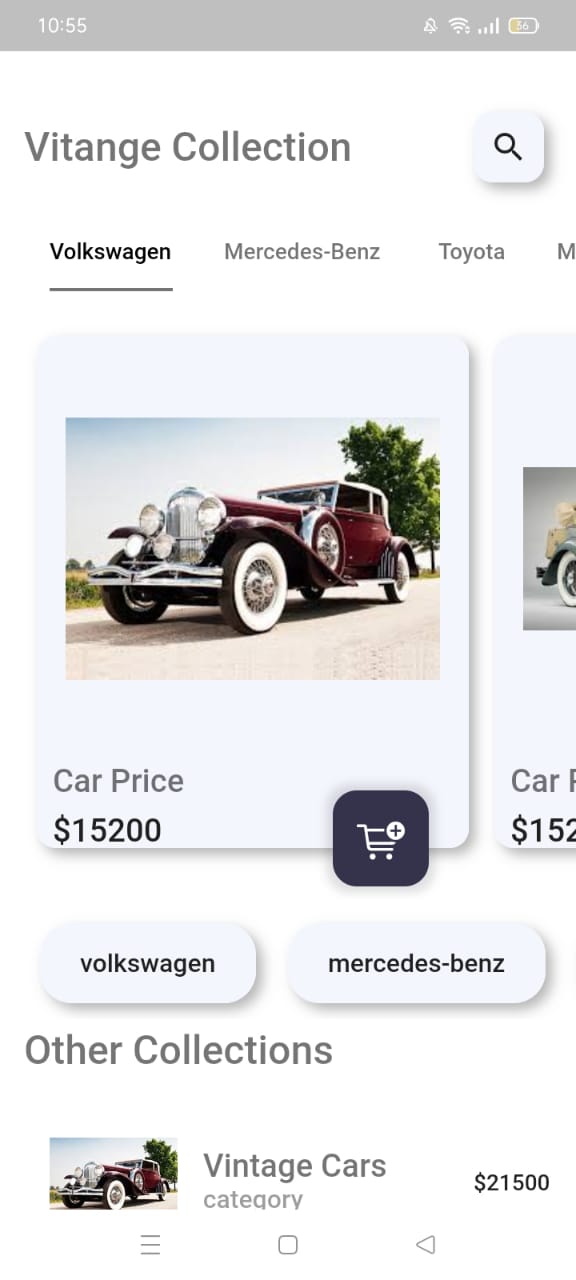 10:55
56
Vitange Collection
Volkswagen Mercedes-Benz Toyota M
Car Price Car
$15200 $152
volkswagen mercedes-benz
Other Collections
Vintage Cars
$21500
category